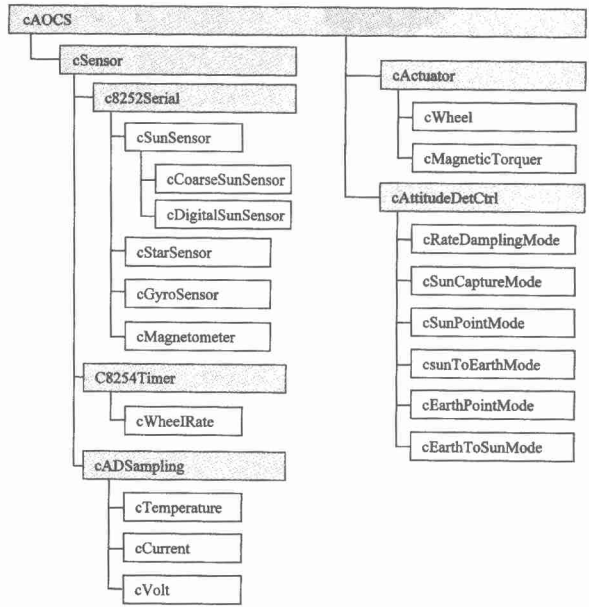 cAOCS
cSensor
c8252Serial
cSunSensor
cCoarseSunSensor
cDigitalSunSensor
cStarSensor
cGyroSensor
cMagnetometer
C8254Timer
cWheelRate
cADSampling
cTemperature
cCurrent
cVolt
cActuator
cWheel
cMagneticTorquer
cAttitudeDetCtrl
cRateDamplingMode
cSunCaptureMode
cSunPointMode
csunToEarthMode
cEarthPointMode
cEarthToSunMode